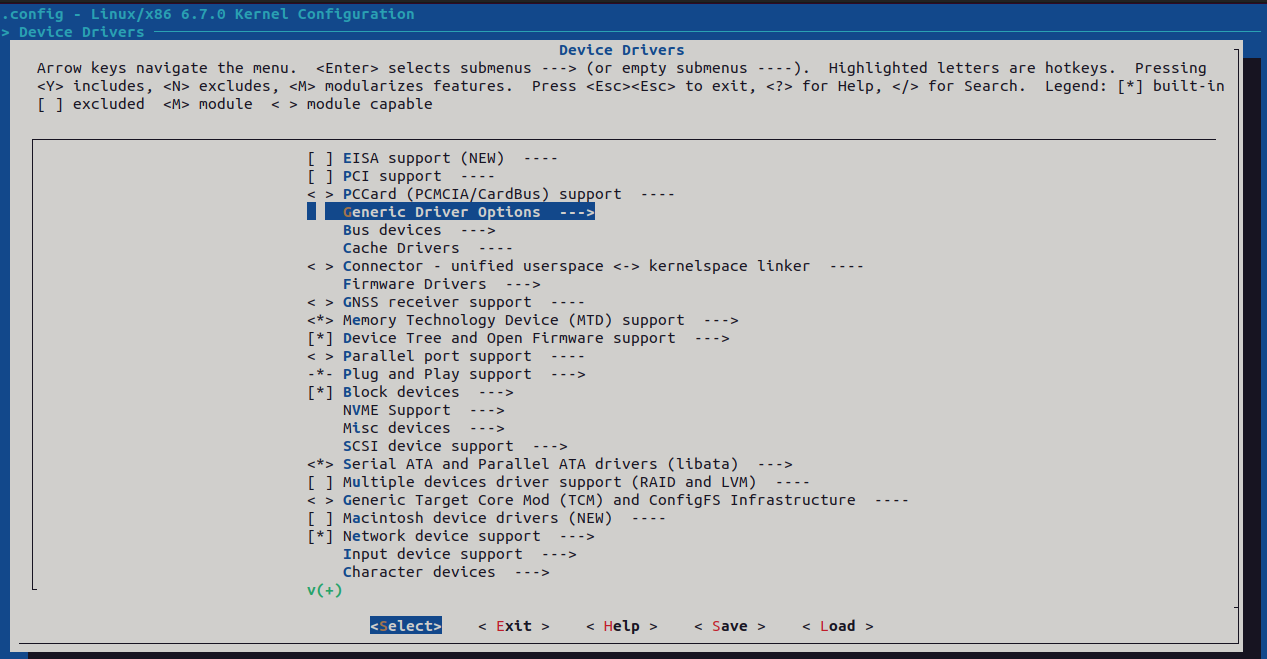 .config - Linux/x86 6.7.0 Kernel Configuration
> Device Drivers
Device Drivers
Arrow keys navigate the menu.  <Enter> selects submenus ---> (or empty submenus ----).  Highlighted letters are hotkeys.  Pressing
<Y> includes, <N> excludes, <M> modularizes features.  Press <Esc><Esc> to exit, <?> for Help, </> for Search.  Legend: [*] built-in
[ ] excluded  <M> module  < > module capable
[ ] EISA support (NEW)  ----
[ ] PCI support  ----
< > PCCard (PCMCIA/CardBus) support  ----
Generic Driver Options  --->
Bus devices  --->
Cache Drivers  ----
< > Connector - unified userspace <-> kernelspace linker  ----
Firmware Drivers  --->
< > GNSS receiver support  ----
<*> Memory Technology Device (MTD) support  --->
[*] Device Tree and Open Firmware support  --->
< > Parallel port support  ----
-*- Plug and Play support  --->
[*] Block devices  --->
NVME Support  --->
Misc devices  --->
SCSI device support  --->
<*> Serial ATA and Parallel ATA drivers (libata)  --->
[ ] Multiple devices driver support (RAID and LVM)  ----
< > Generic Target Core Mod (TCM) and ConfigFS Infrastructure  ----
[ ] Macintosh device drivers (NEW)  ----
[*] Network device support  --->
Input device support  --->
Character devices  --->
v(+)
<Select>    < Exit >    < Help >    < Save >    < Load >